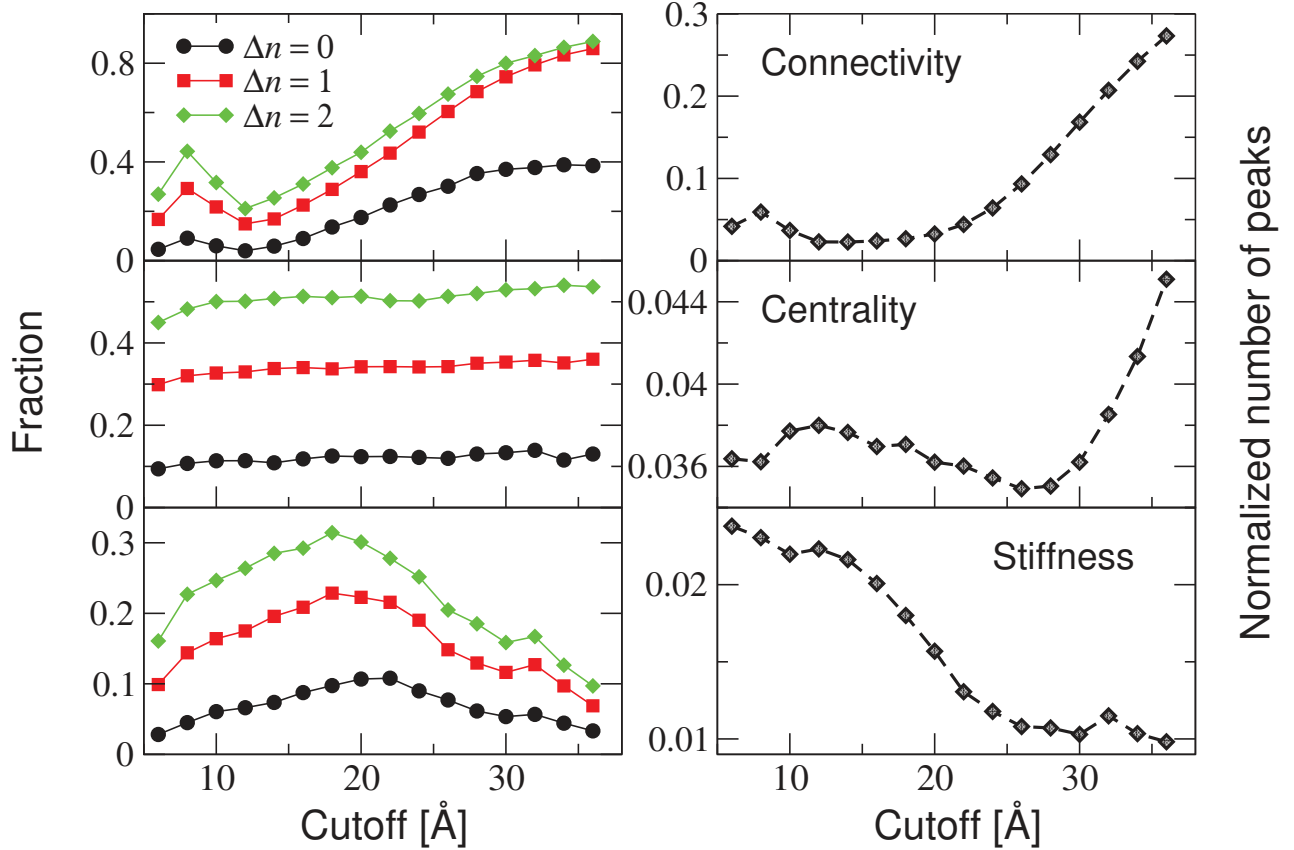 Δn = 0
Δn = 1
Δn = 2
0.8
0.4
0
Connectivity
0.3
0.2
0.1
0
Fraction
0.4
0.2
0
Centrality
0.044
0.04
0.036
Normalized number of peaks
0.3
0.2
0.1
0
10
20
30
Cutoff [Å]
Stiffness
0.02
0.01
10
20
30
Cutoff [Å]